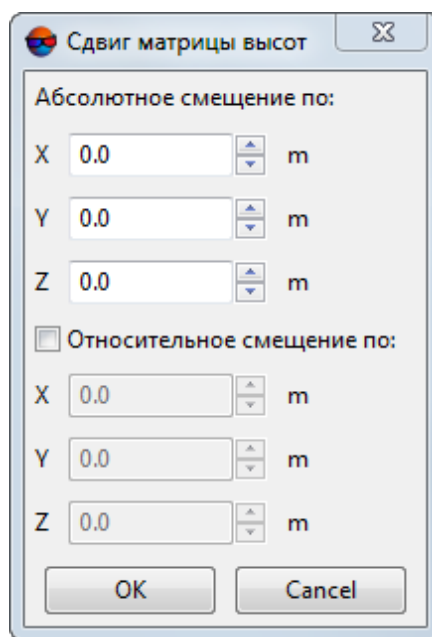 Сдвиг матрицы высот
Абсолютное смещение по:
X 0.0 m
Y 0.0 m
Z 0.0 m
Относительное смещение по:
X 0.0 m
Y 0.0 m
Z 0.0 m
OK Cancel